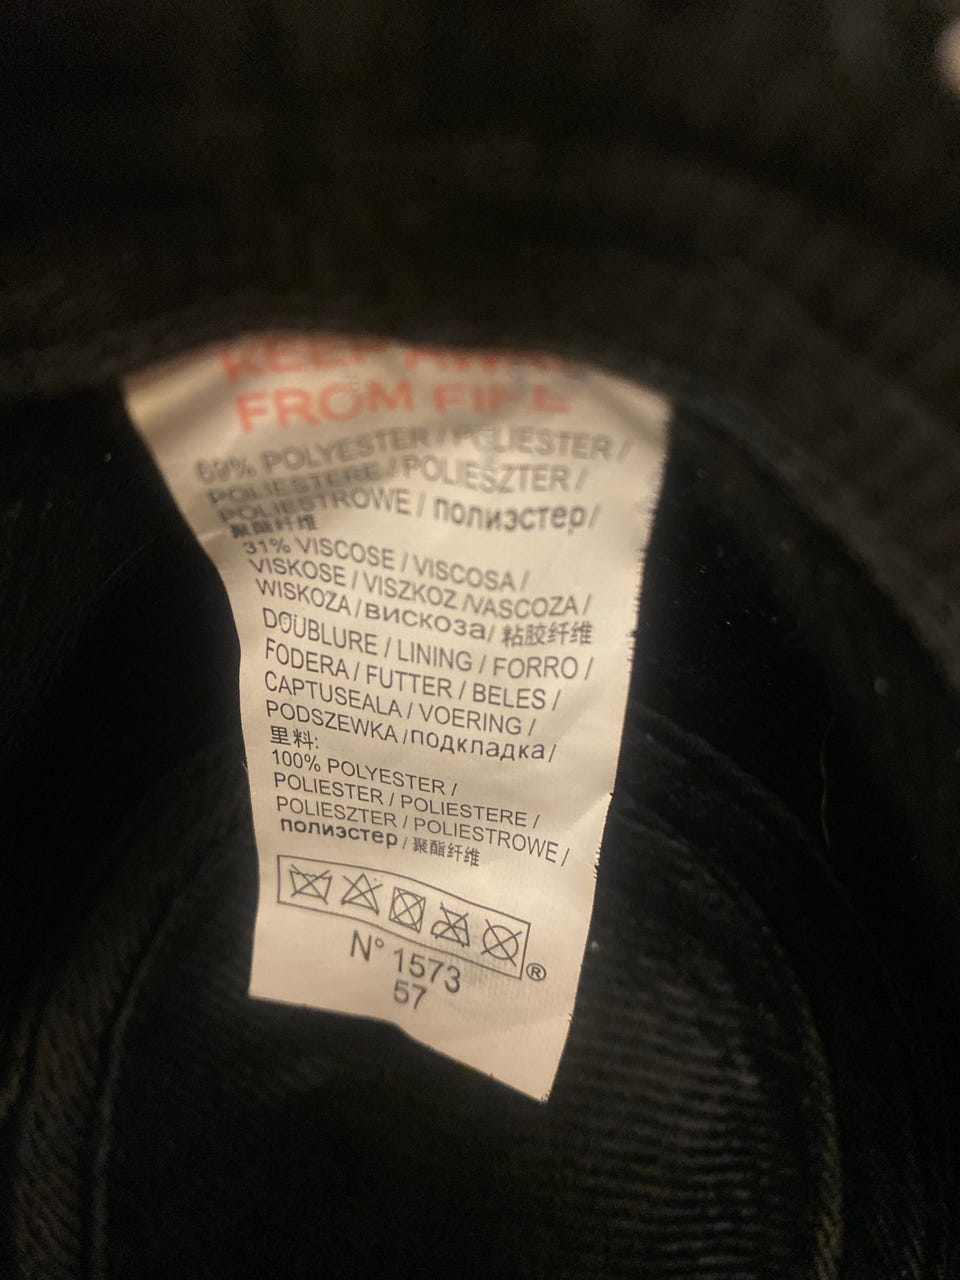 KEEP AWAY
FROM FIRE
69% POLYESTER / POLIESTER /
POLIESTERE / POLIESZTER /
POLIESTROWE / полиэстер/
聚酯纤维
31% VISCOSE / VISCOSA /
VISKOSE / VISZKOZ /VASCOZA /
WISKOZA /вискоза/ 粘胶纤维
DOUBLURE / LINING / FORRO /
FODERA / FUTTER / BELES /
CAPTUSEALA / VOERING /
PODSZEWKA /подкладка/
里料:
100% POLYESTER /
POLIESTER / POLIESTERE /
POLIESZTER / POLIESTROWE /
полиэстер / 聚酯纤维
®
N° 1573
57